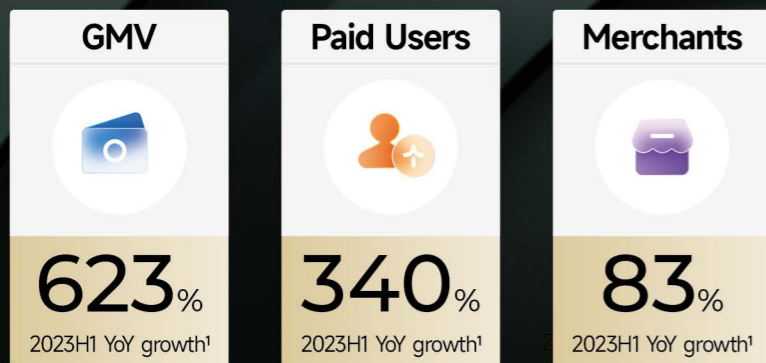 GMV
623%
2023H1 YoY growth¹
Paid Users
340%
2023H1 YoY growth¹
Merchants
83%
2023H1 YoY growth¹